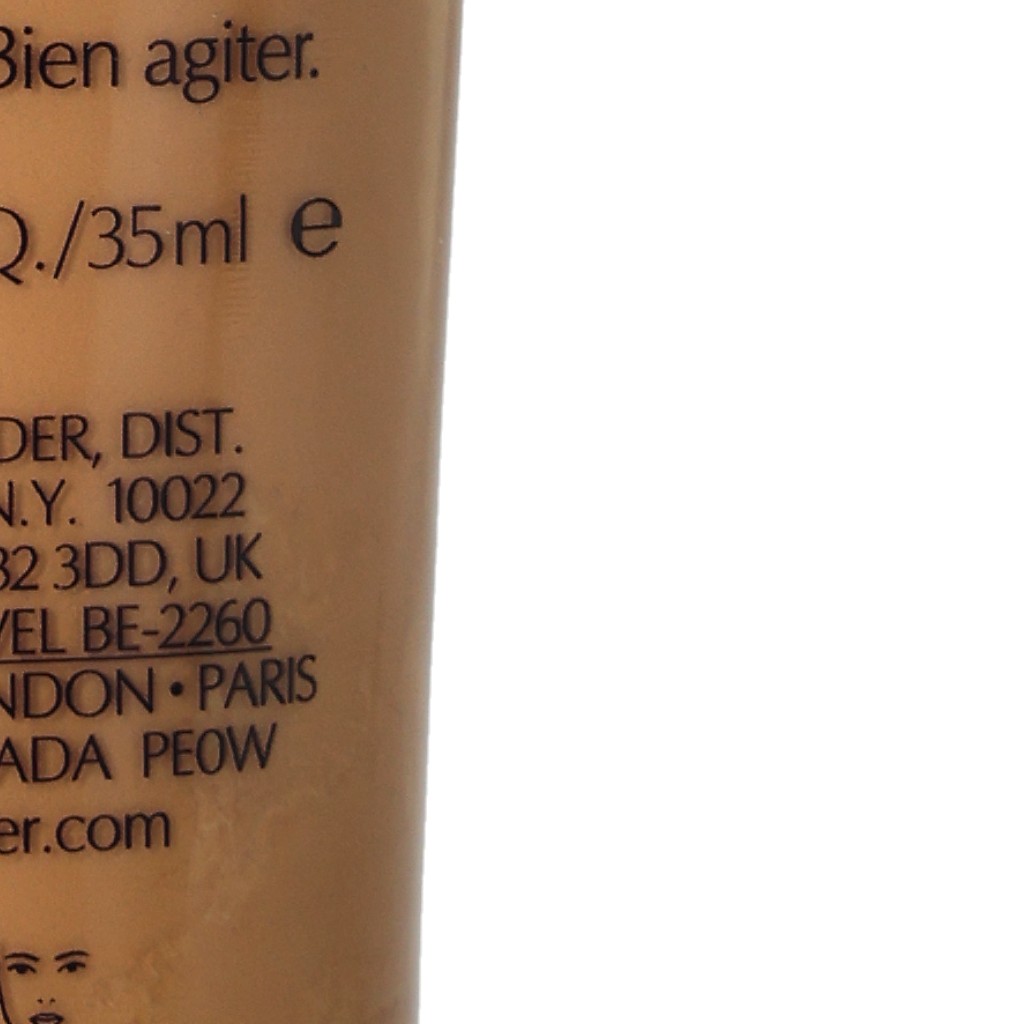 Bien agiter.
Q./35ml e
DER, DIST.
N.Y. 10022
32 3DD, UK
VEL BE-2260
NDON • PARIS
ADA PE0W
er.com